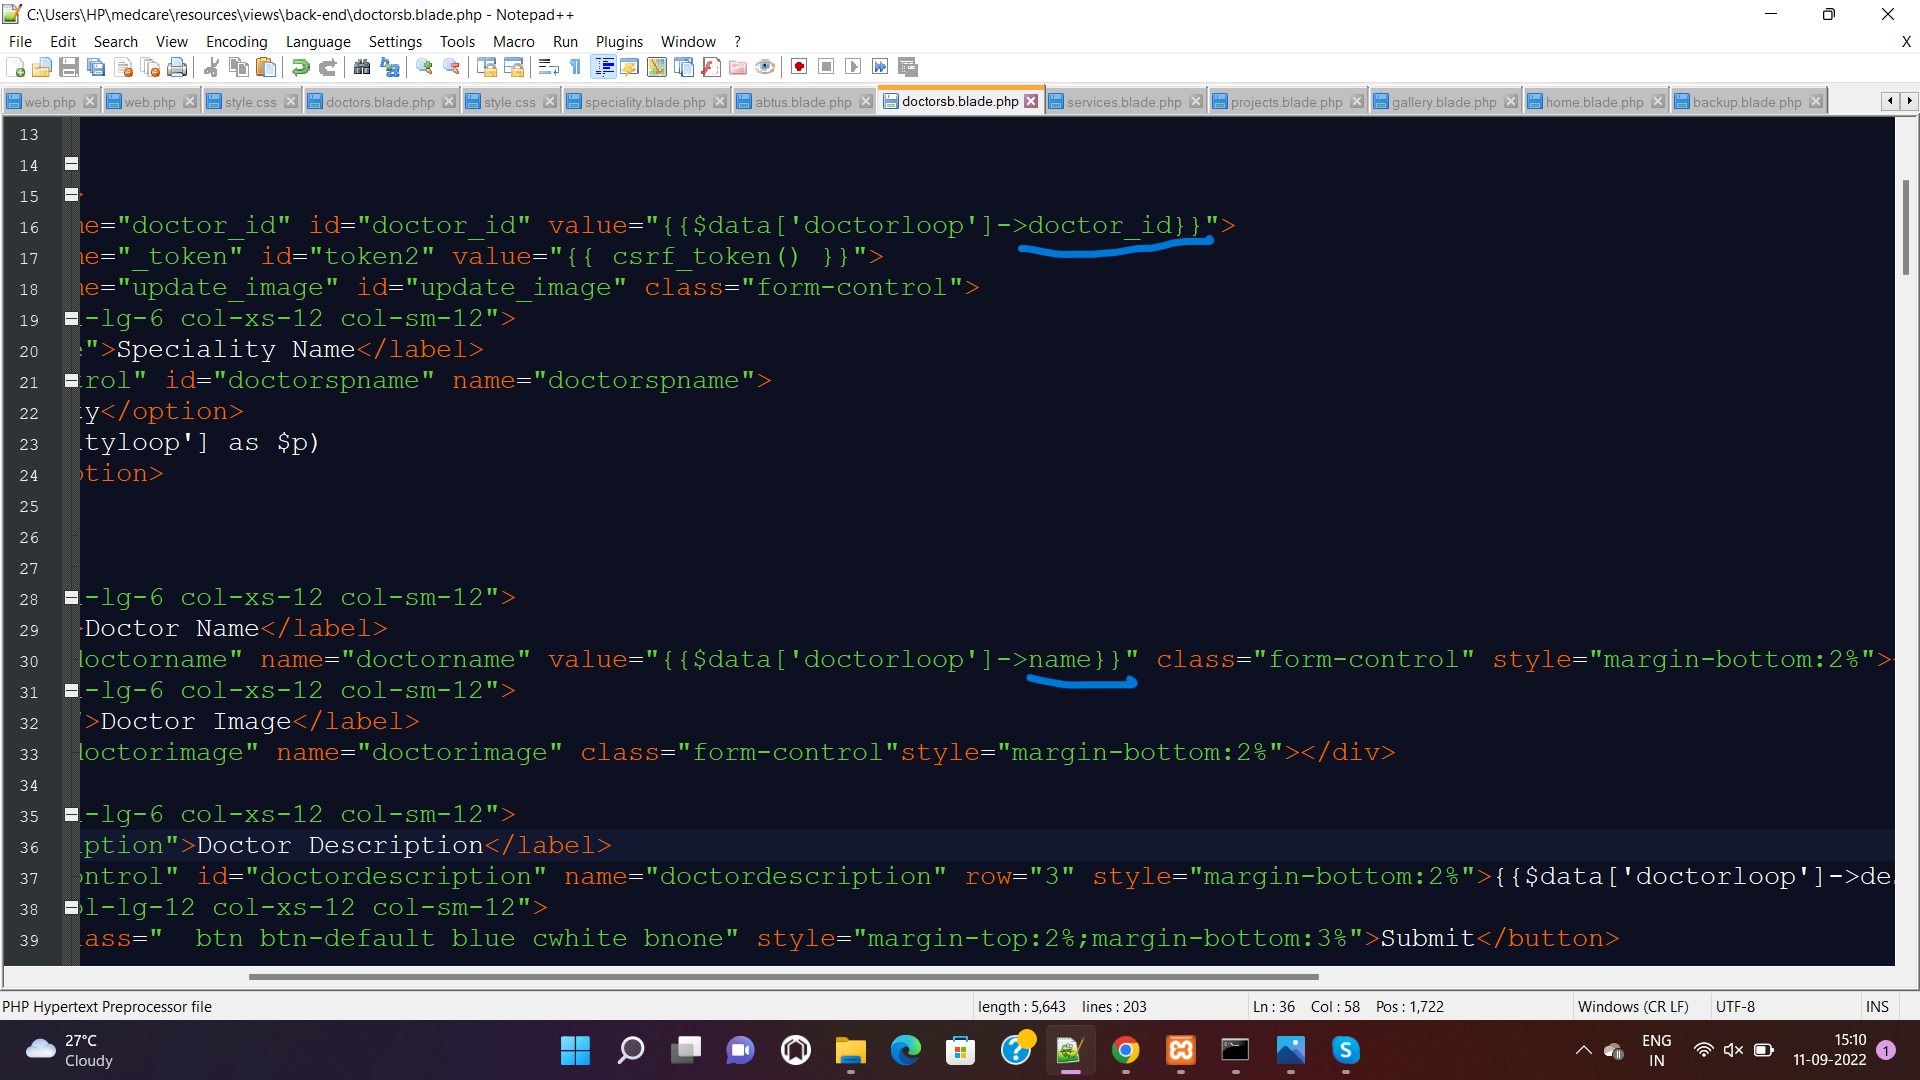 C:\Users\HP\medcare\resources\views\back-end\doctorsb.blade.php - Notepad++
File Edit Search View Encoding Language Settings Tools Macro Run Plugins Window ? X
web.php web.php style.css doctors.blade.php style.css speciality.blade.php abtus.blade.php doctorsb.blade.php services.blade.php projects.blade.php gallery.blade.php home.blade.php backup.blade.php
13
14
15 >
16 me="doctor_id" id="doctor_id" value="{{$data['doctorloop']->doctor_id}}">
17 me="_token" id="token2" value="{{ csrf_token() }}">
18 me="update_image" id="update_image" class="form-control">
19 -lg-6 col-xs-12 col-sm-12">
20 ">Speciality Name</label>
21 rol" id="doctorspname" name="doctorspname">
22 ty</option>
23 ityloop'] as $p)
24 ption>
25
26
27
28 -lg-6 col-xs-12 col-sm-12">
29 >Doctor Name</label>
30 doctorname" name="doctorname" value="{{$data['doctorloop']->name}}" class="form-control" style="margin-bottom:2%">
31 -lg-6 col-xs-12 col-sm-12">
32 ">Doctor Image</label>
33 doctorimage" name="doctorimage" class="form-control"style="margin-bottom:2%"></div>
34
35 -lg-6 col-xs-12 col-sm-12">
36 iption">Doctor Description</label>
37 ontrol" id="doctordescription" name="doctordescription" row="3" style="margin-bottom:2%">{{$data['doctorloop']->de
38 ol-lg-12 col-xs-12 col-sm-12">
39 lass="  btn btn-default blue cwhite bnone" style="margin-top:2%;margin-bottom:3%">Submit</button>
PHP Hypertext Preprocessor file length : 5,643 lines : 203 Ln : 36 Col : 58 Pos : 1,722 Windows (CR LF) UTF-8 INS
27°C
Cloudy
ENG
IN
15:10
11-09-2022
1